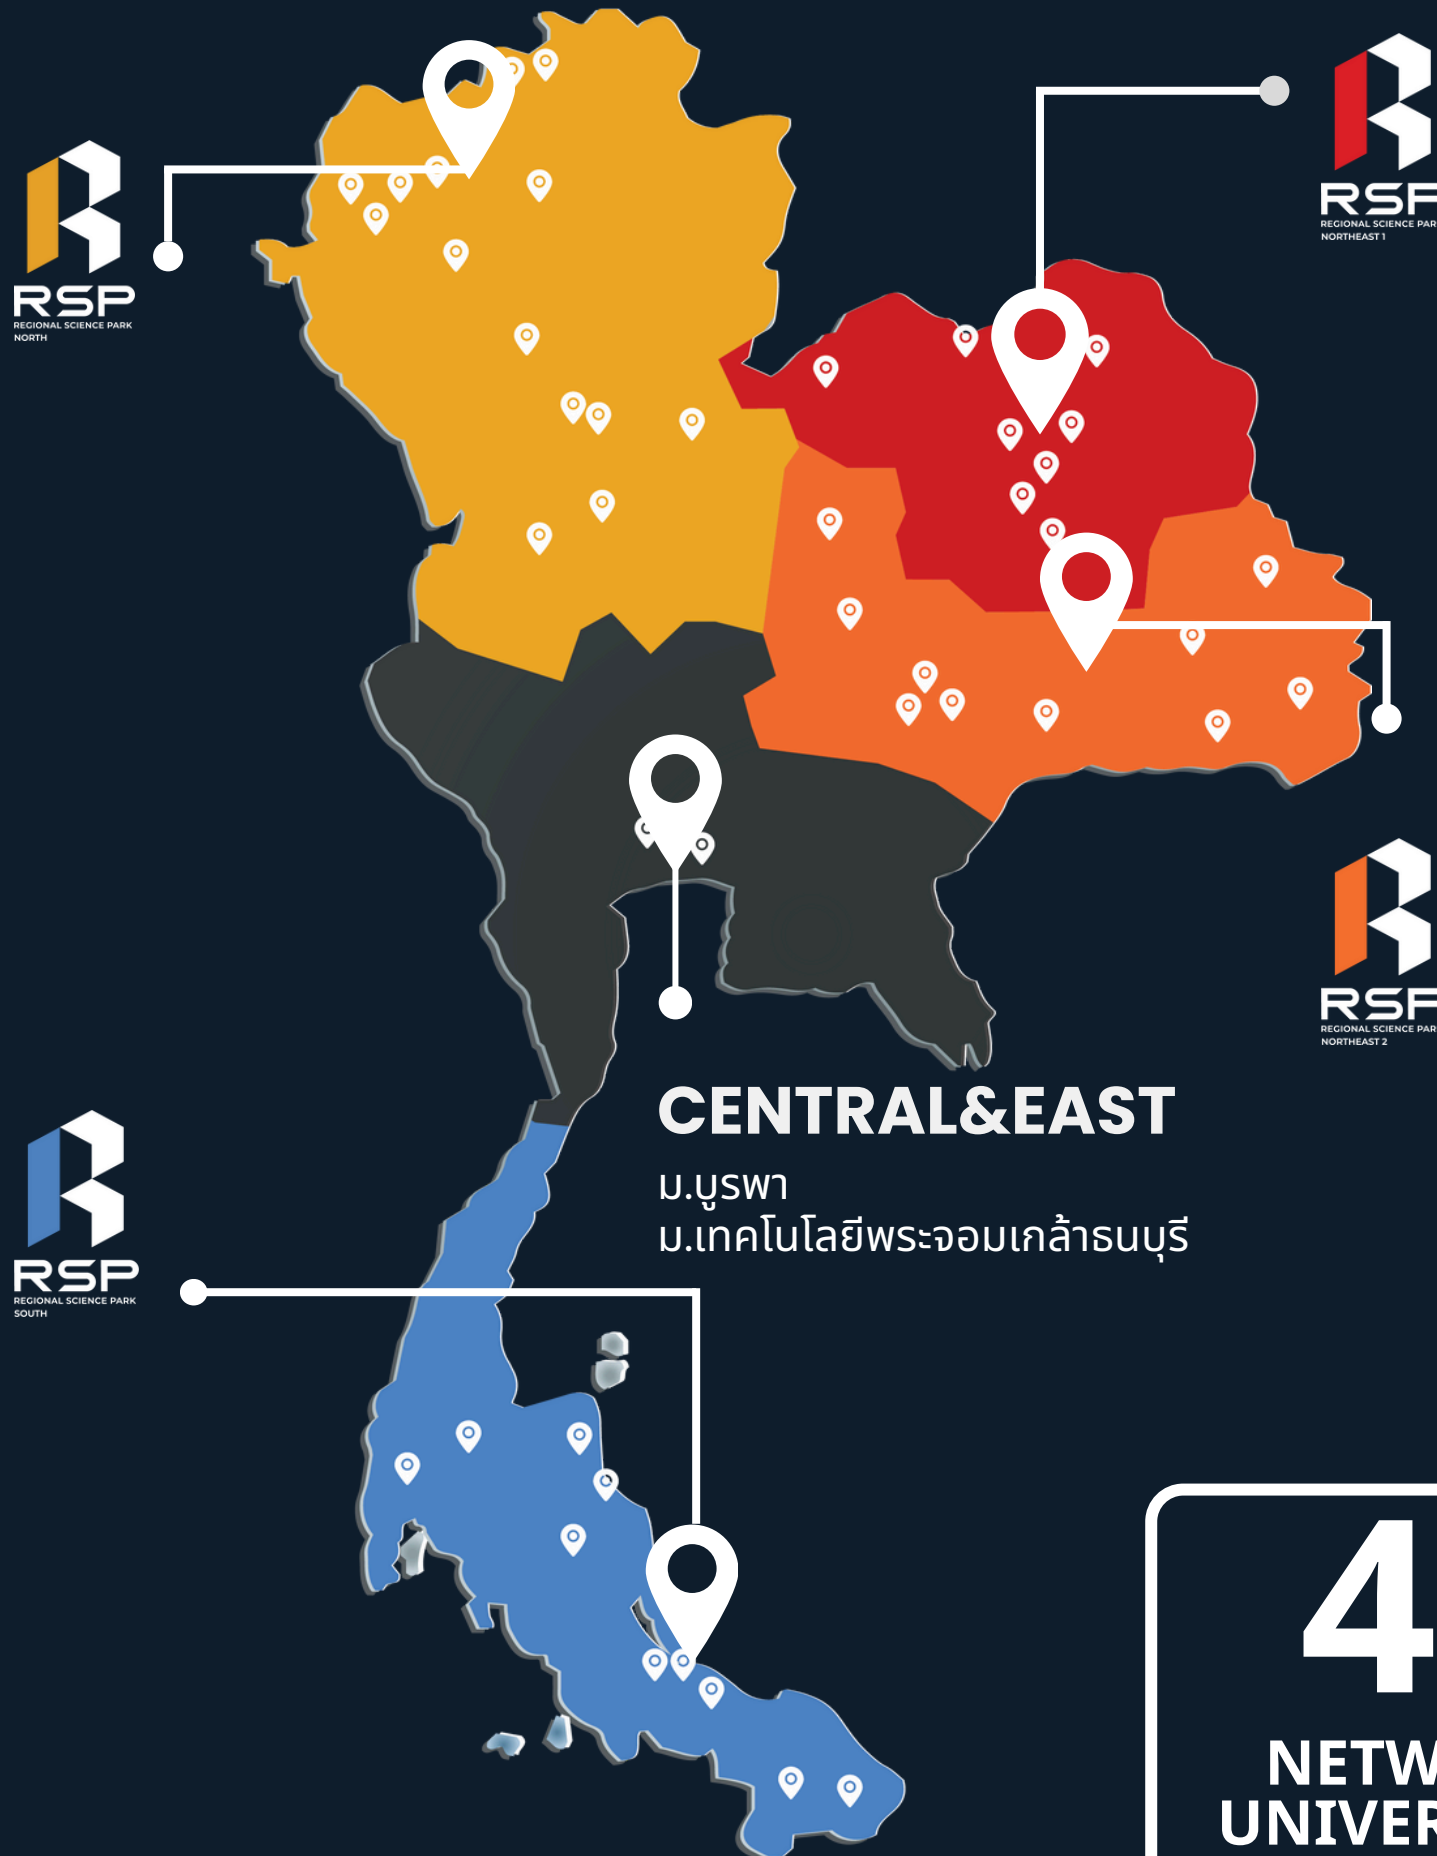 RSP
REGIONAL SCIENCE PARK
NORTH
RSP
REGIONAL SCIENCE PAR
NORTHEAST 1
RSP
REGIONAL SCIENCE PAR
NORTHEAST 2
CENTRAL&EAST
ม.บูรพา
ม.เทคโนโลยีพระจอมเกล้าธนบุรี
RSP
REGIONAL SCIENCE PARK
SOUTH
4
NETW
UNIVER